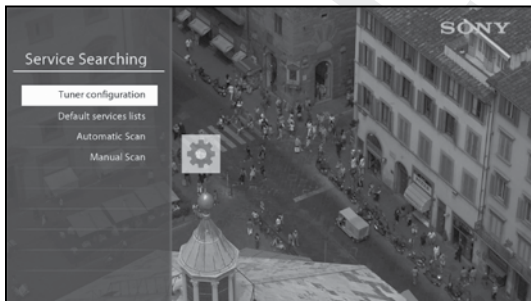 SONY
Service Searching
Tuner configuration
Default services lists
Automatic Scan
Manual Scan